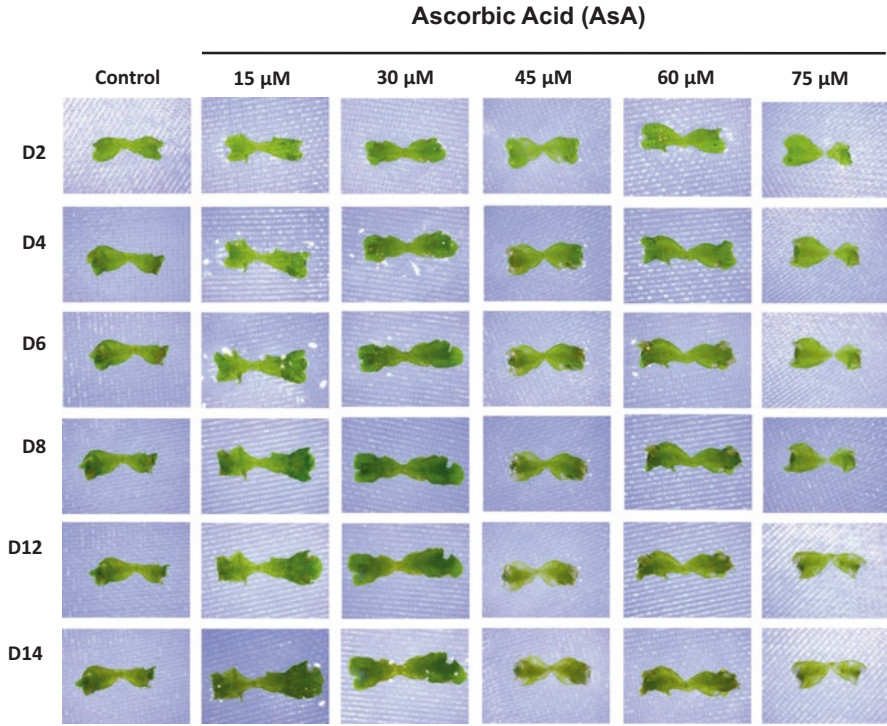 Ascorbic Acid (AsA)
Control 15 μM 30 μM 45 μM 60 μM 75 μM
D2
D4
D6
D8
D12
D14